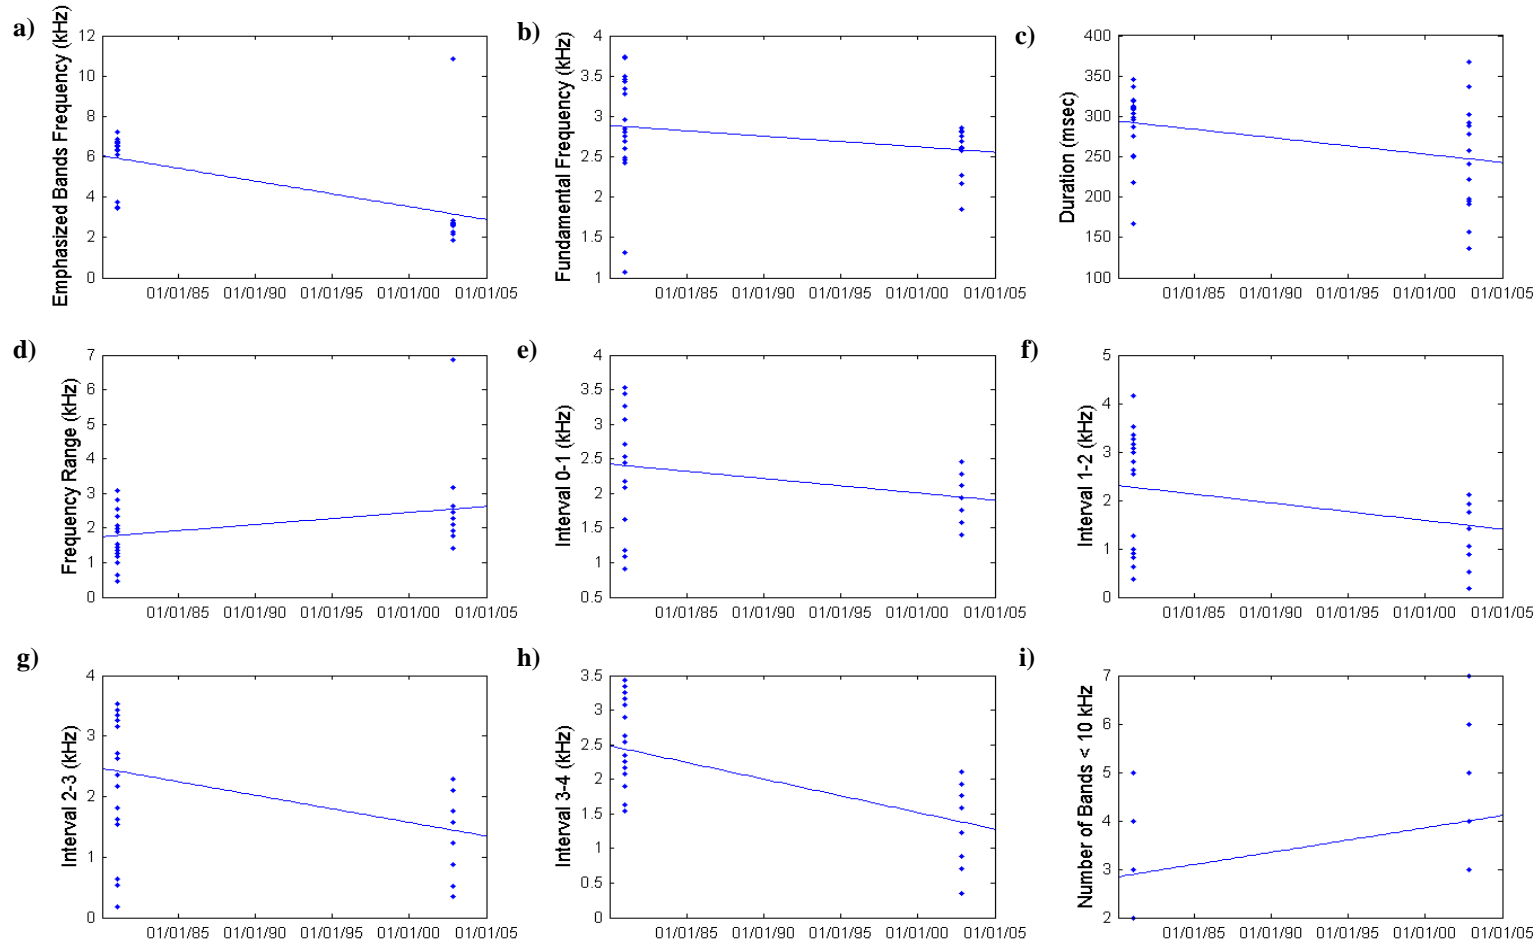 a)
Emphasized Bands Frequency (kHz)
12
10
8
6
4
2
0
01/01/85 01/01/90 01/01/95 01/01/00 01/01/05
b)
Fundamental Frequency (kHz)
4
3.5
3
2.5
2
1.5
1
01/01/85 01/01/90 01/01/95 01/01/00 01/01/05
c)
Duration (msec)
400
350
300
250
200
150
100
01/01/85 01/01/90 01/01/95 01/01/00 01/01/05
d)
Frequency Range (kHz)
7
6
5
4
3
2
1
0
01/01/85 01/01/90 01/01/95 01/01/00 01/01/05
e)
Interval 0-1 (kHz)
4
3.5
3
2.5
2
1.5
1
0.5
01/01/85 01/01/90 01/01/95 01/01/00 01/01/05
f)
Interval 1-2 (kHz)
5
4
3
2
1
0
01/01/85 01/01/90 01/01/95 01/01/00 01/01/05
g)
Interval 2-3 (kHz)
4
3
2
1
0
01/01/85 01/01/90 01/01/95 01/01/00 01/01/05
h)
Interval 3-4 (kHz)
3.5
3
2.5
2
1.5
1
0.5
0
01/01/85 01/01/90 01/01/95 01/01/00 01/01/05
i)
Number of Bands < 10 kHz
7
6
5
4
3
2
01/01/85 01/01/90 01/01/95 01/01/00 01/01/05